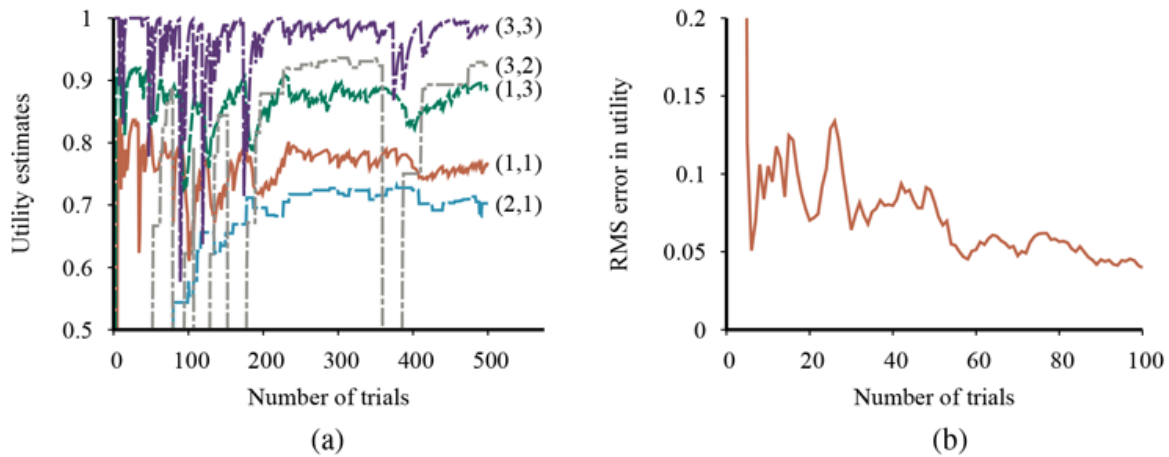 1
0.9
0.8
0.7
0.6
0.5
Utility estimates
(3,3)
(3,2)
(1,3)
(1,1)
(2,1)
0 100 200 300 400 500
Number of trials
(a)
0.2
0.15
0.1
0.05
0
RMS error in utility
0 20 40 60 80 100
Number of trials
(b)